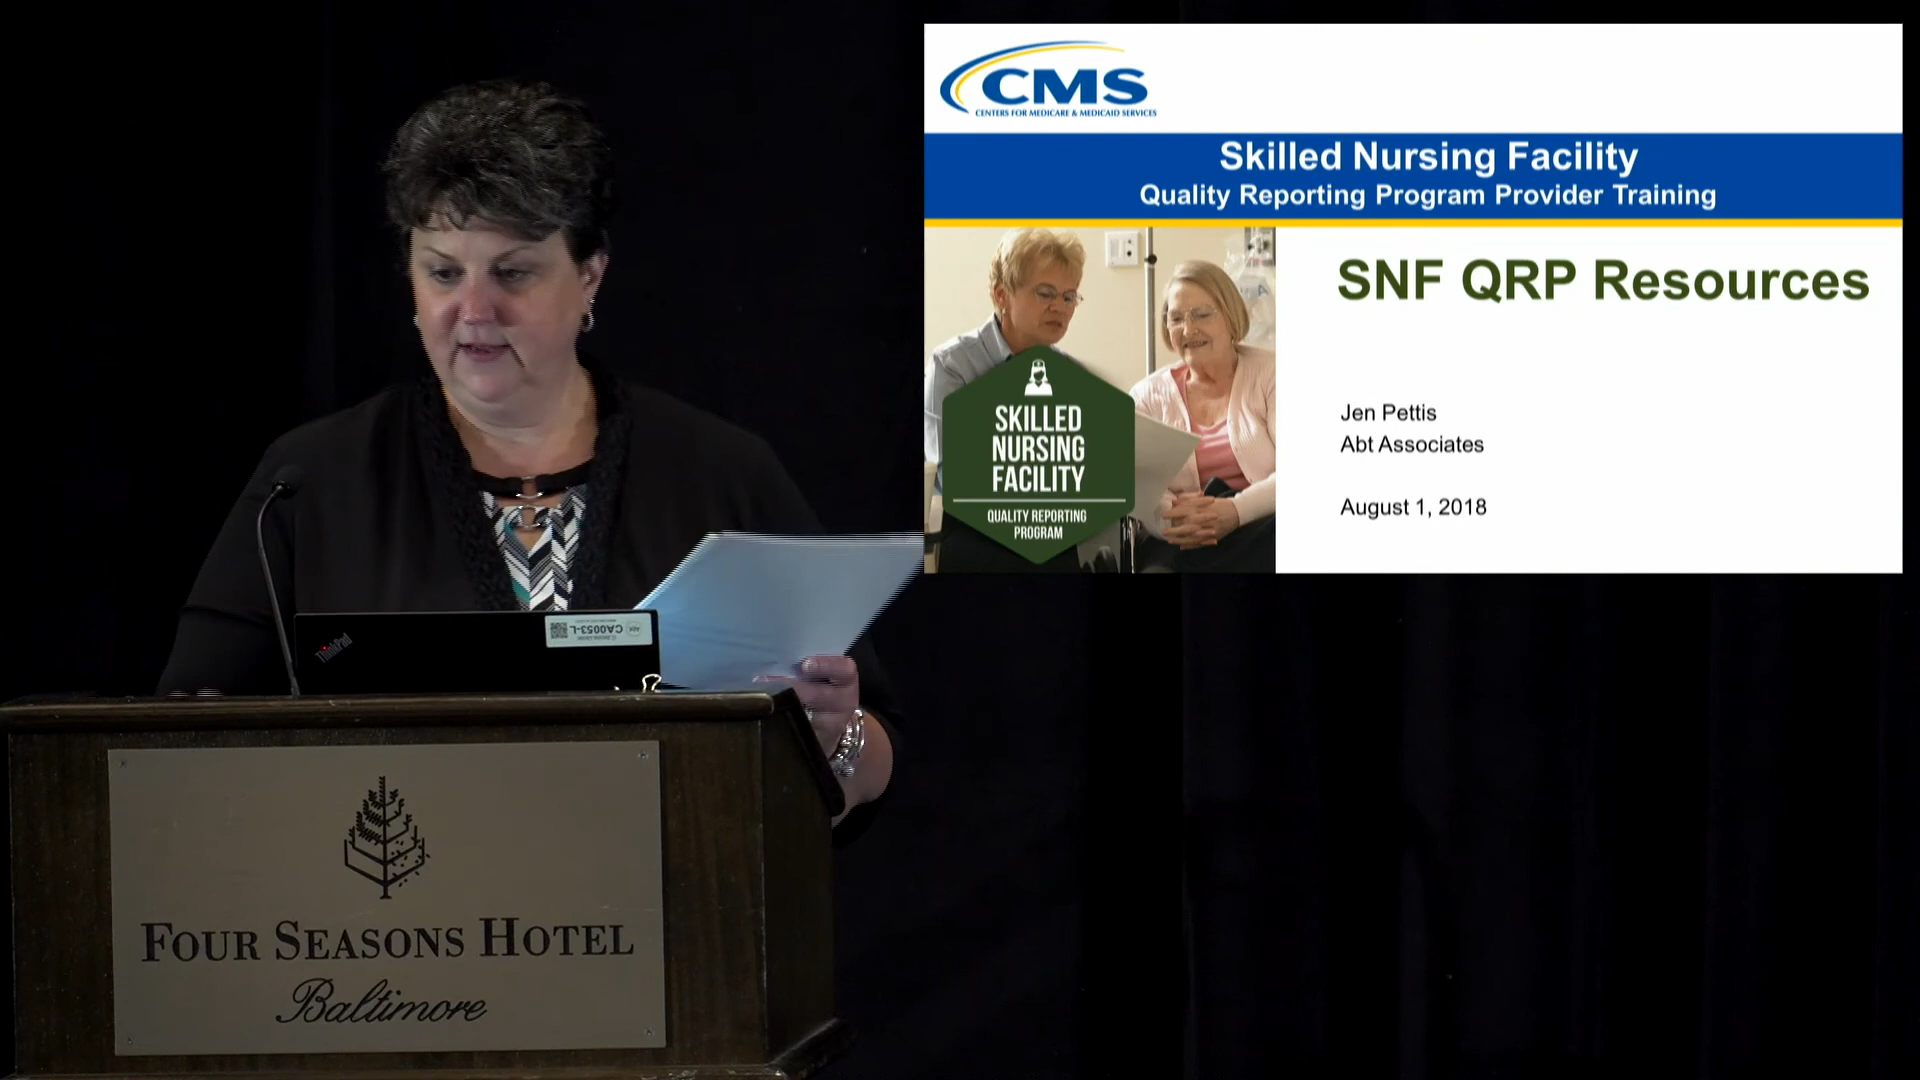 CMS
CENTERS FOR MEDICARE & MEDICAID SERVICES
Skilled Nursing Facility
Quality Reporting Program Provider Training
SNF QRP Resources
SKILLED
NURSING
FACILITY
QUALITY REPORTING
PROGRAM
Jen Pettis
Abt Associates
August 1, 2018
ThinkPad
CA0053-L
FOUR SEASONS HOTEL
Baltimore